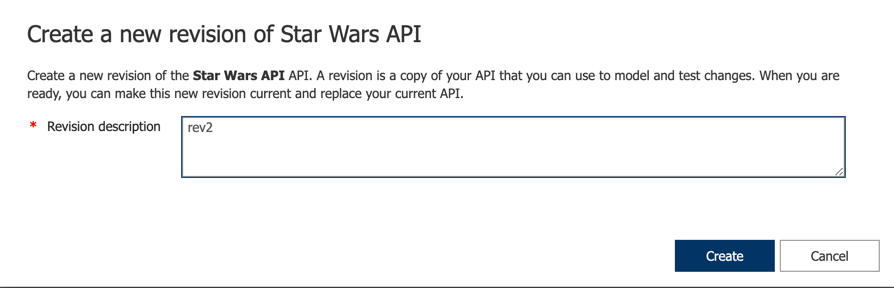 Create a new revision of Star Wars API
Create a new revision of the Star Wars API API. A revision is a copy of your API that you can use to model and test changes. When you are
ready, you can make this new revision current and replace your current API.
* Revision description
rev2
Create
Cancel